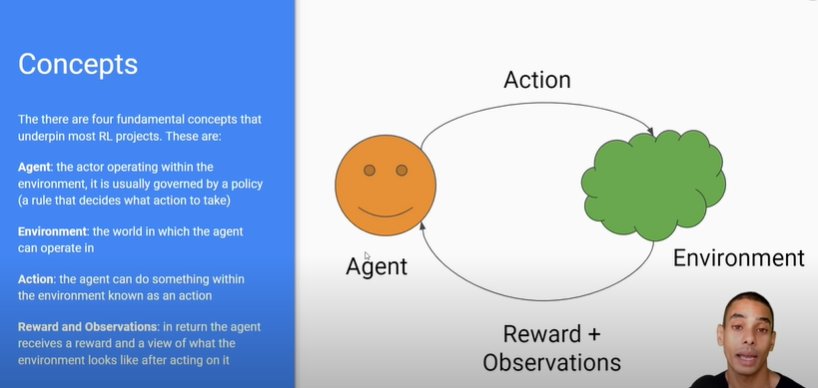 Concepts
The there are four fundamental concepts that
underpin most RL projects. These are:
Agent: the actor operating within the
environment, it is usually governed by a policy
(a rule that decides what action to take)
Environment: the world in which the agent
can operate in
Action: the agent can do something within
the environment known as an action
Reward and Observations: in return the agent
receives a reward and a view of what the
environment looks like after acting on it
Action
Agent
Environment
Reward +
Observations